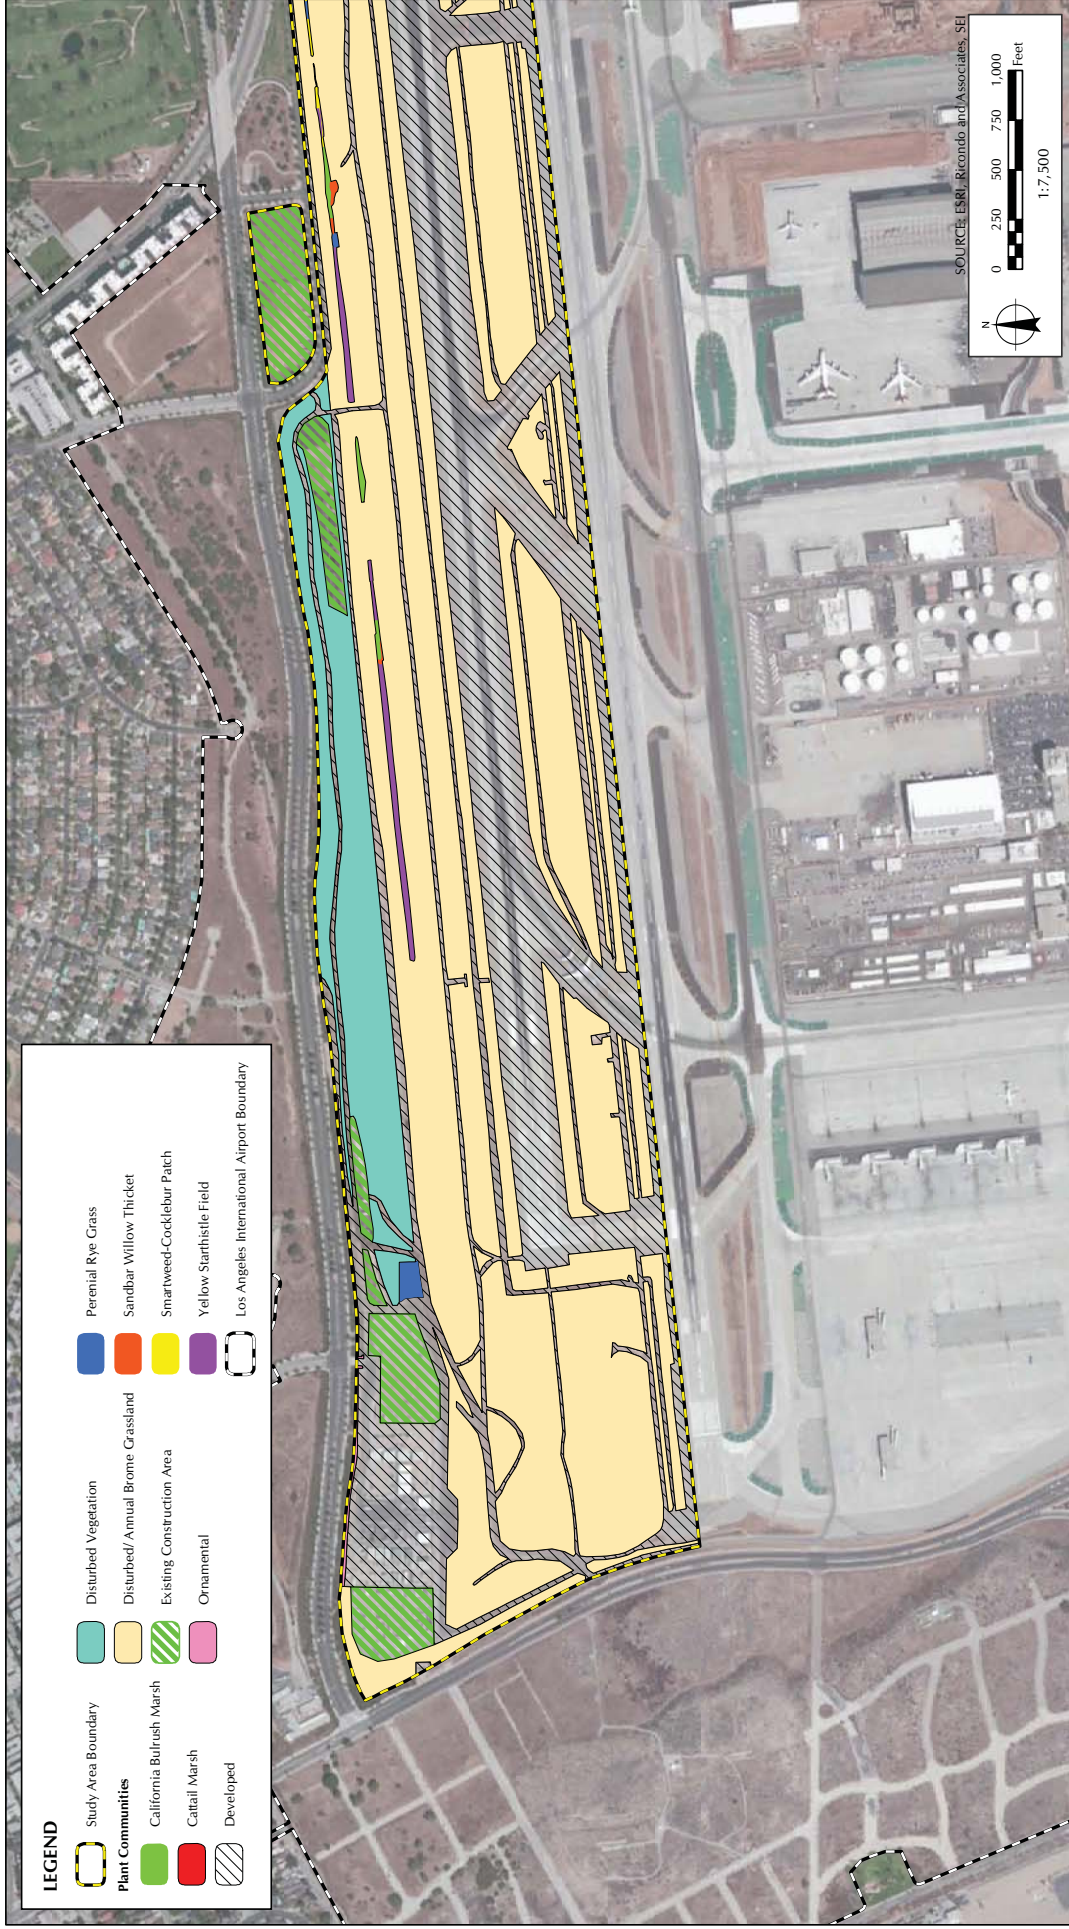 LEGEND
Study Area Boundary
Plant Communities
California Bulrush Marsh
Cattail Marsh
Developed
Disturbed Vegetation
Disturbed/ Annual Brome Grassland
Existing Construction Area
Ornamental
Perenial Rye Grass
Sandbar Willow Thicket
Smartweed-Cocklebur Patch
Yellow Starthistle Field
Los Angeles International Airport Boundary
SOURCE: ESRI, Ricondo and Associates, SEI
N
0 250 500 750 1,000
Feet
1:7,500